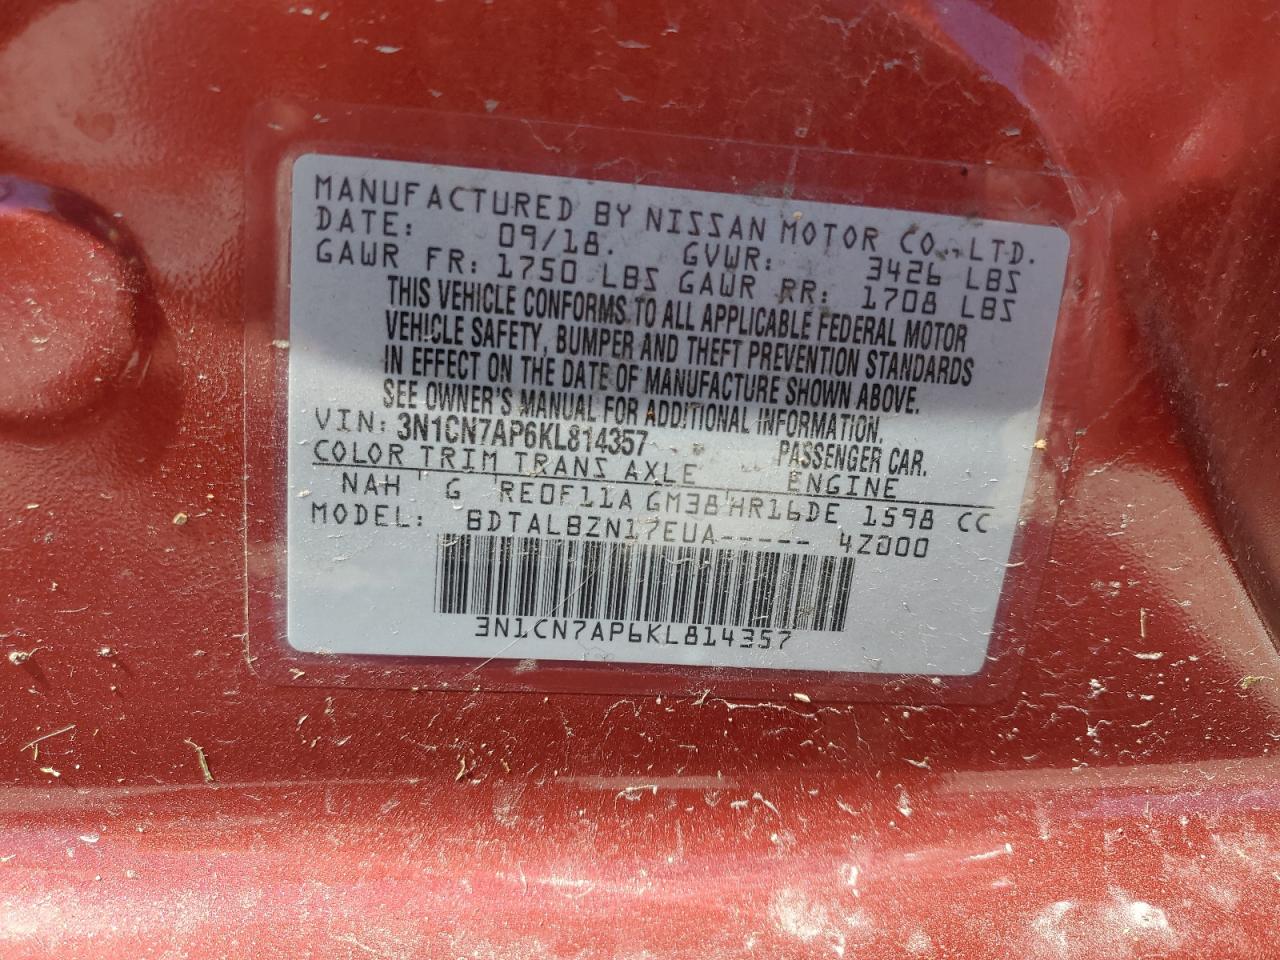 MANUFACTURED BY NISSAN MOTOR CO.,LTD.
DATE: 09/18. GVWR: 3426 LBS
GAWR FR: 1750 LBS GAWR RR: 1708 LBS
THIS VEHICLE CONFORMS TO ALL APPLICABLE FEDERAL MOTOR
VEHICLE SAFETY, BUMPER AND THEFT PREVENTION STANDARDS
IN EFFECT ON THE DATE OF MANUFACTURE SHOWN ABOVE.
SEE OWNER'S MANUAL FOR ADDITIONAL INFORMATION.
VIN: 3N1CN7AP6KL814357 PASSENGER CAR.
COLOR TRIM TRANS AXLE ENGINE
NAH G RE0F11A GM38 HR16DE 1598 CC
MODEL: BDTALBZN17EUA----- 4Z000
3N1CN7AP6KL814357